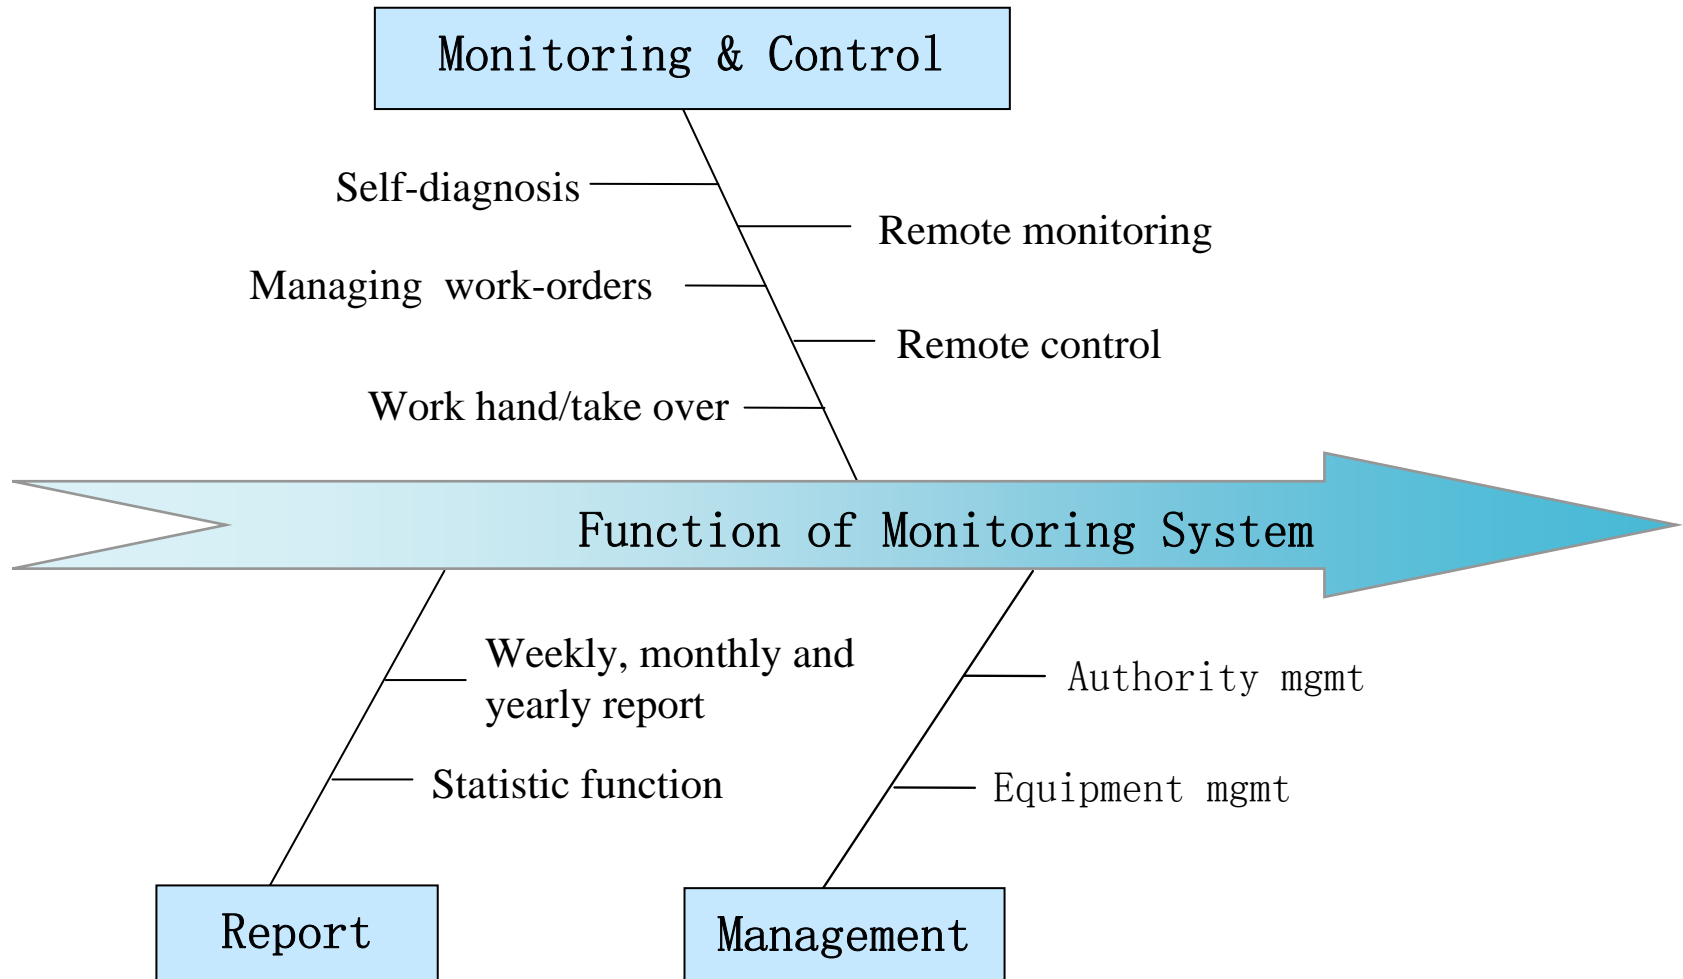 Monitoring & Control
Self-diagnosis
Remote monitoring
Managing work-orders
Remote control
Work hand/take over
Function of Monitoring System
Weekly, monthly and
yearly report
Authority mgmt
Statistic function
Equipment mgmt
Report
Management